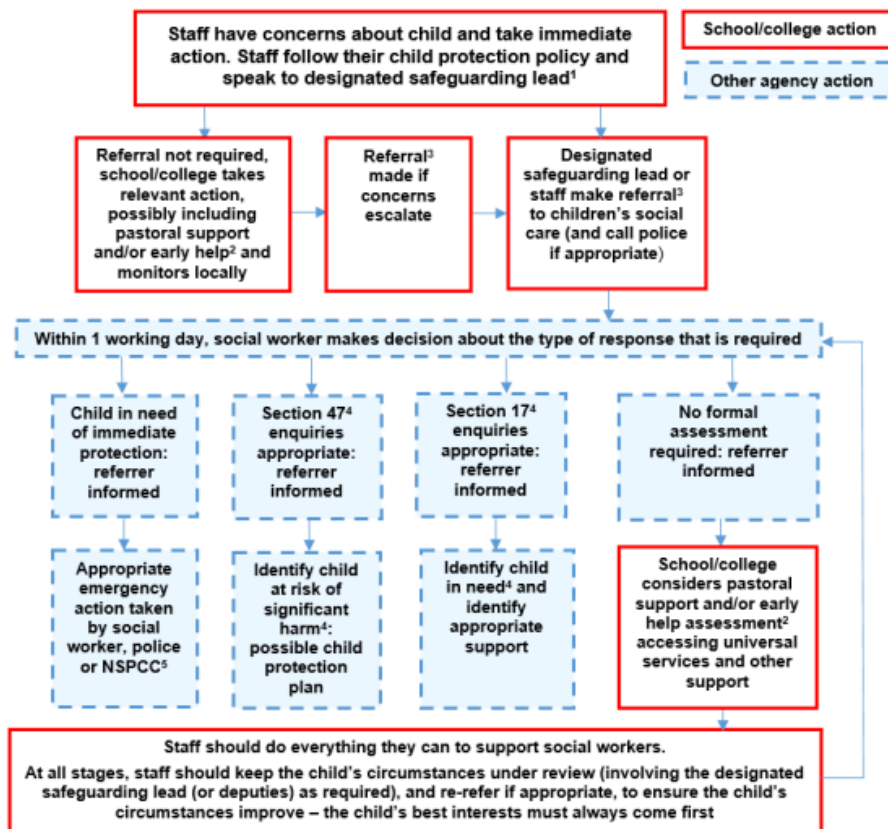 Staff have concerns about child and take immediate
action. Staff follow their child protection policy and
speak to designated safeguarding lead¹
School/college action
Other agency action
Referral not required,
school/college takes
relevant action,
possibly including
pastoral support
and/or early help² and
monitors locally
Referral³
made if
concerns
escalate
Designated
safeguarding lead or
staff make referral³
to children's social
care (and call police
if appropriate)
Within 1 working day, social worker makes decision about the type of response that is required
Child in need
of immediate
protection:
referrer
informed
Section 47⁴
enquiries
appropriate:
referrer
informed
Section 17⁴
enquiries
appropriate:
referrer
informed
No formal
assessment
required: referrer
informed
Appropriate
emergency
action taken
by social
worker, police
or NSPCC⁵
Identify child
at risk of
significant
harm⁴:
possible child
protection
plan
Identify child
in need⁴ and
identify
appropriate
support
School/college
considers pastoral
support and/or early
help assessment²
accessing universal
services and other
support
Staff should do everything they can to support social workers.
At all stages, staff should keep the child's circumstances under review (involving the designated
safeguarding lead (or deputies) as required), and re-refer if appropriate, to ensure the child's
circumstances improve – the child's best interests must always come first